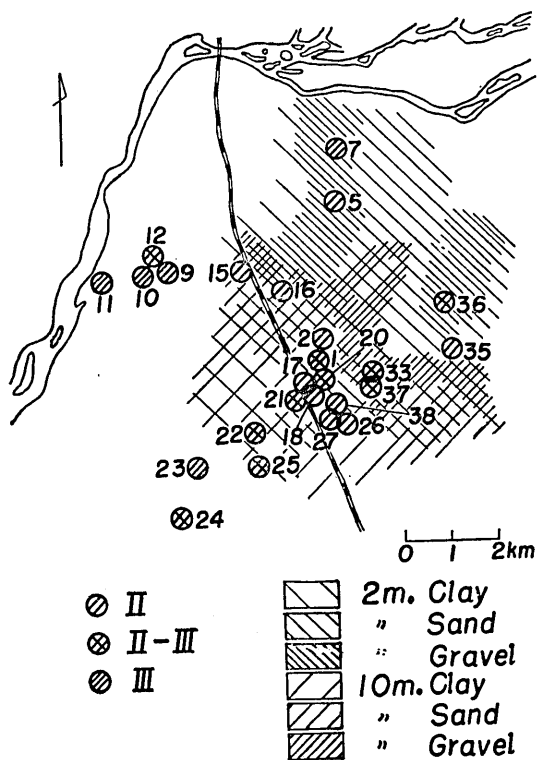 7
5
12
9
15
16
11
10
36
2
20
35
1
17
33
37
21
38
18
26
22
27
23
25
24
0 1 2km
II
II-III
III
2m. Clay
" Sand
" Gravel
10m. Clay
" Sand
" Gravel